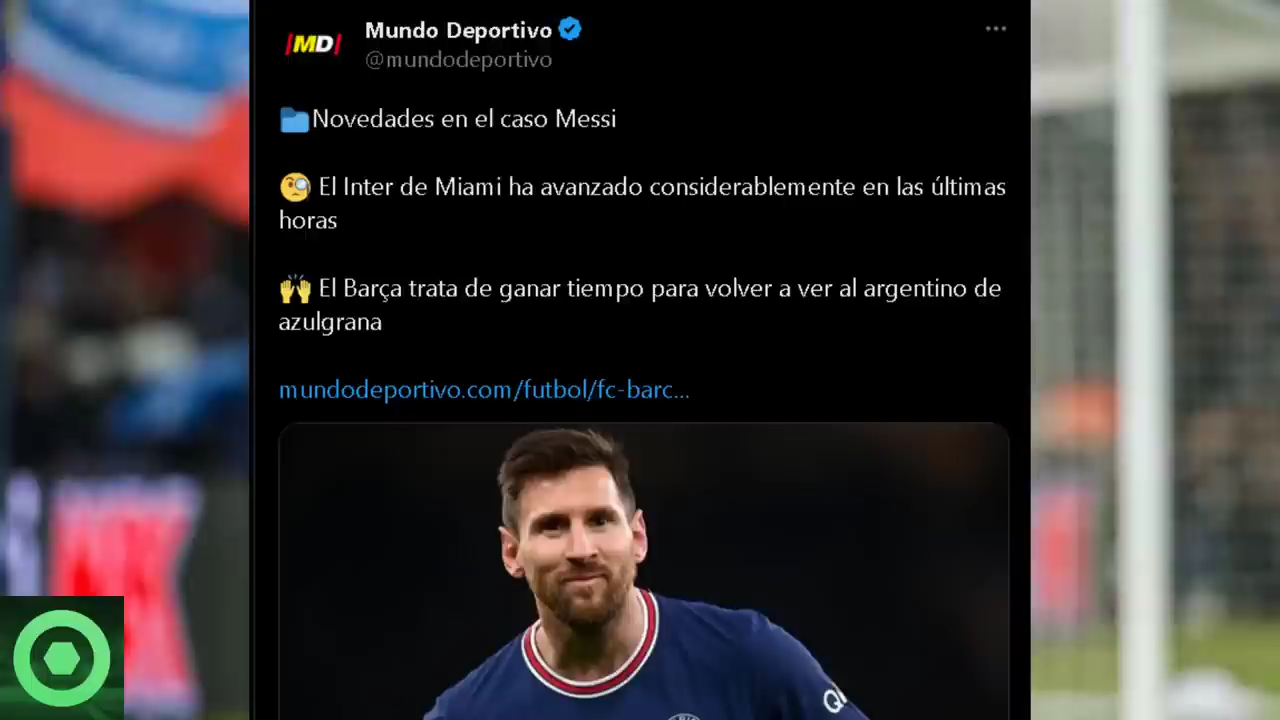 Mundo Deportivo
MD
@mundodeportivo
Novedades en el caso Messi
El Inter de Miami ha avanzado considerablemente en las últimas
horas
El Barça trata de ganar tiempo para volver a ver al argentino de
azulgrana
mundodeportivo.com/futbol/fc-barc...